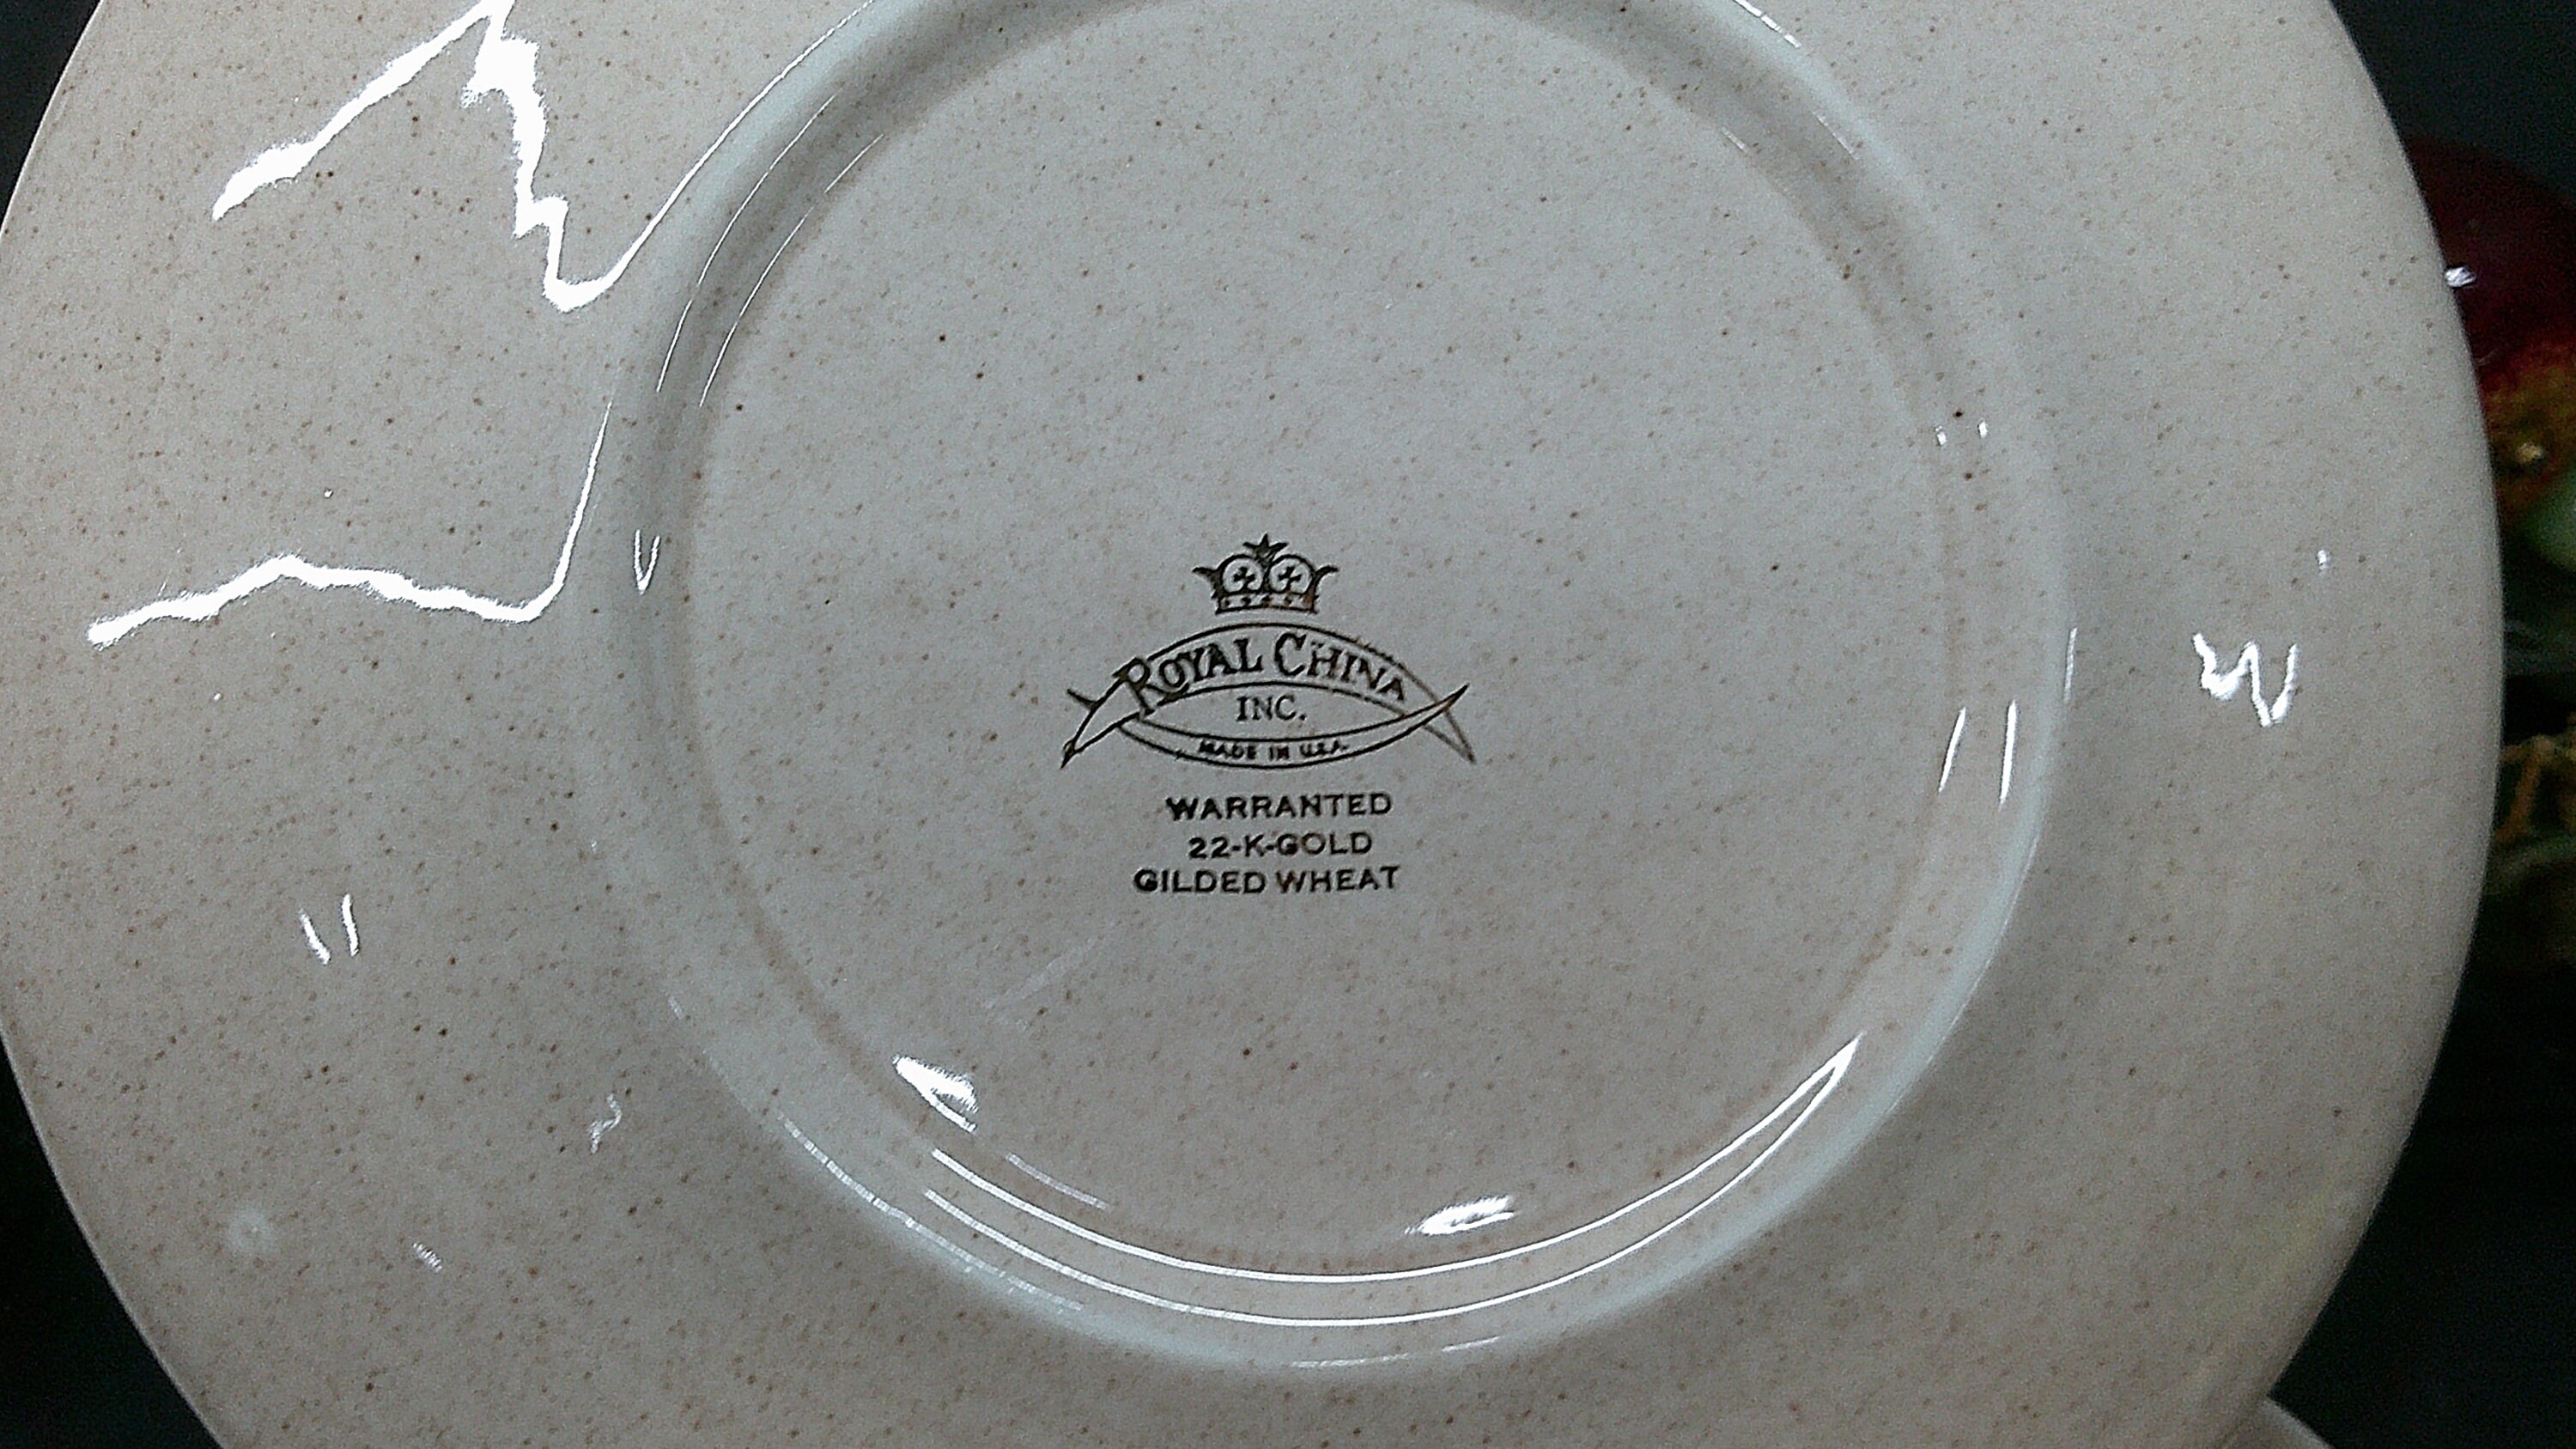 ROYAL CHINA
INC.
MADE IN U.S.A.
WARRANTED
22-K-GOLD
GILDED WHEAT